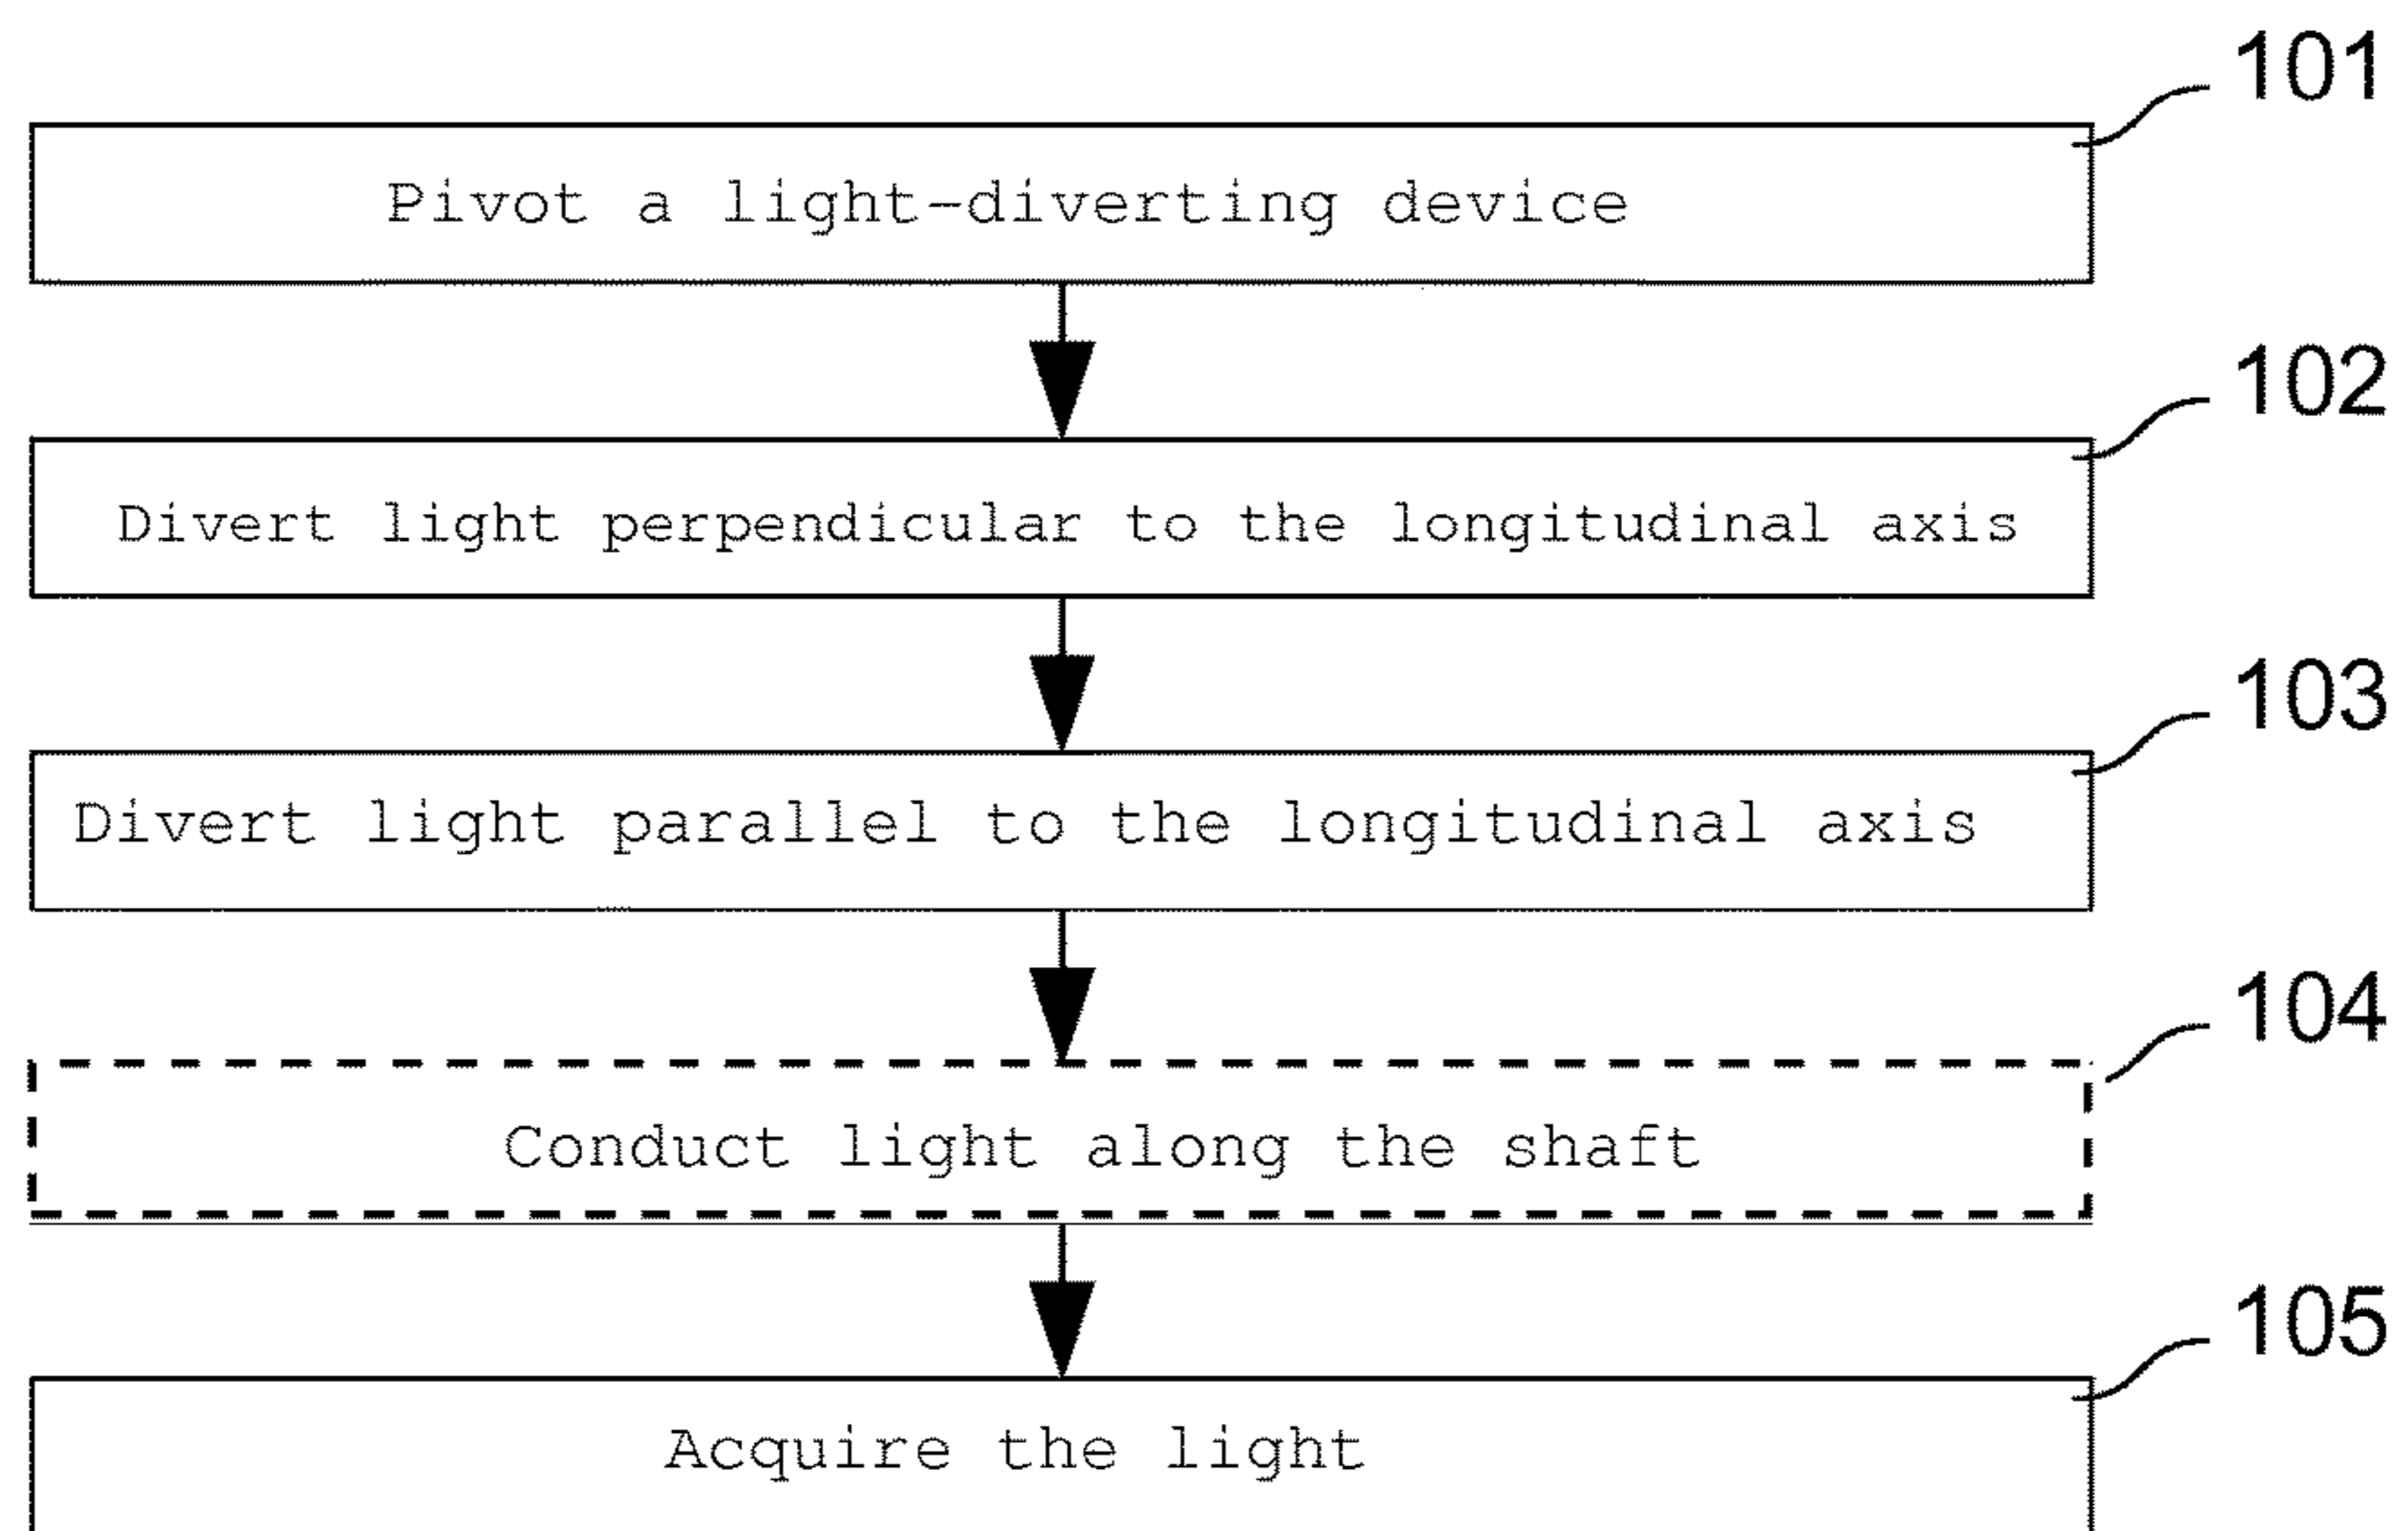 101
Pivot a light-diverting device
102
Divert light perpendicular to the longitudinal axis
103
Divert light parallel to the longitudinal axis
104
Conduct light along the shaft
105
Acquire the light